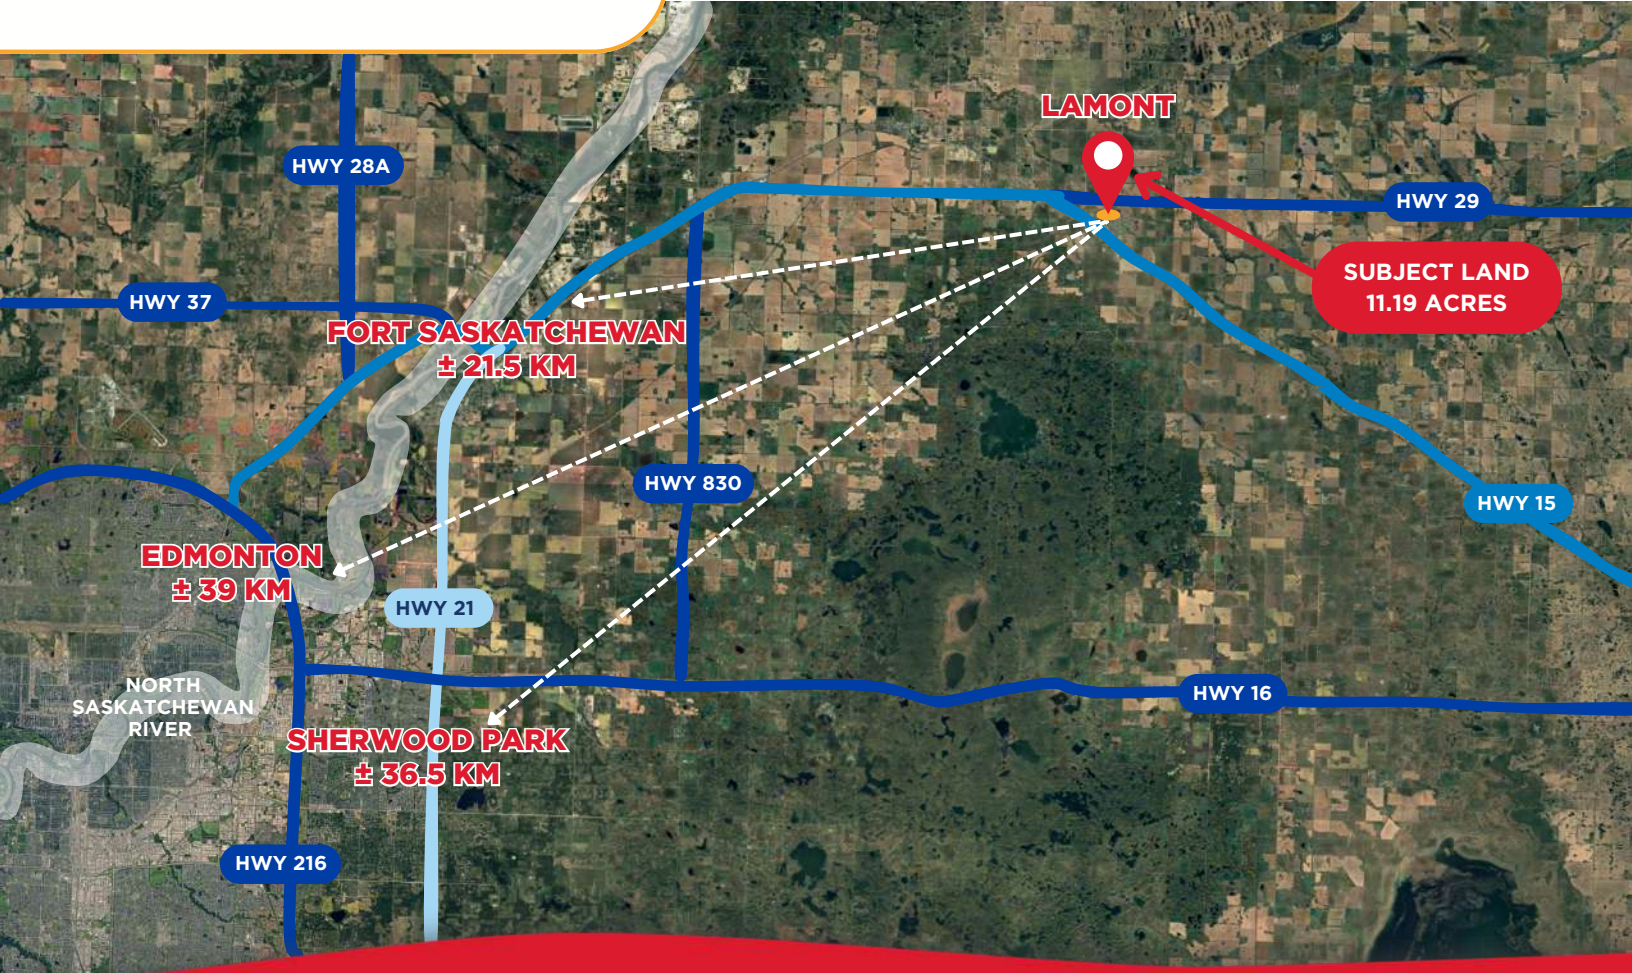 LAMONT
HWY 28A
HWY 29
SUBJECT LAND
11.19 ACRES
HWY 37
FORT SASKATCHEWAN
± 21.5 KM
HWY 830
HWY 15
EDMONTON
± 39 KM
HWY 21
NORTH
SASKATCHEWAN
RIVER
HWY 16
SHERWOOD PARK
± 36.5 KM
HWY 216